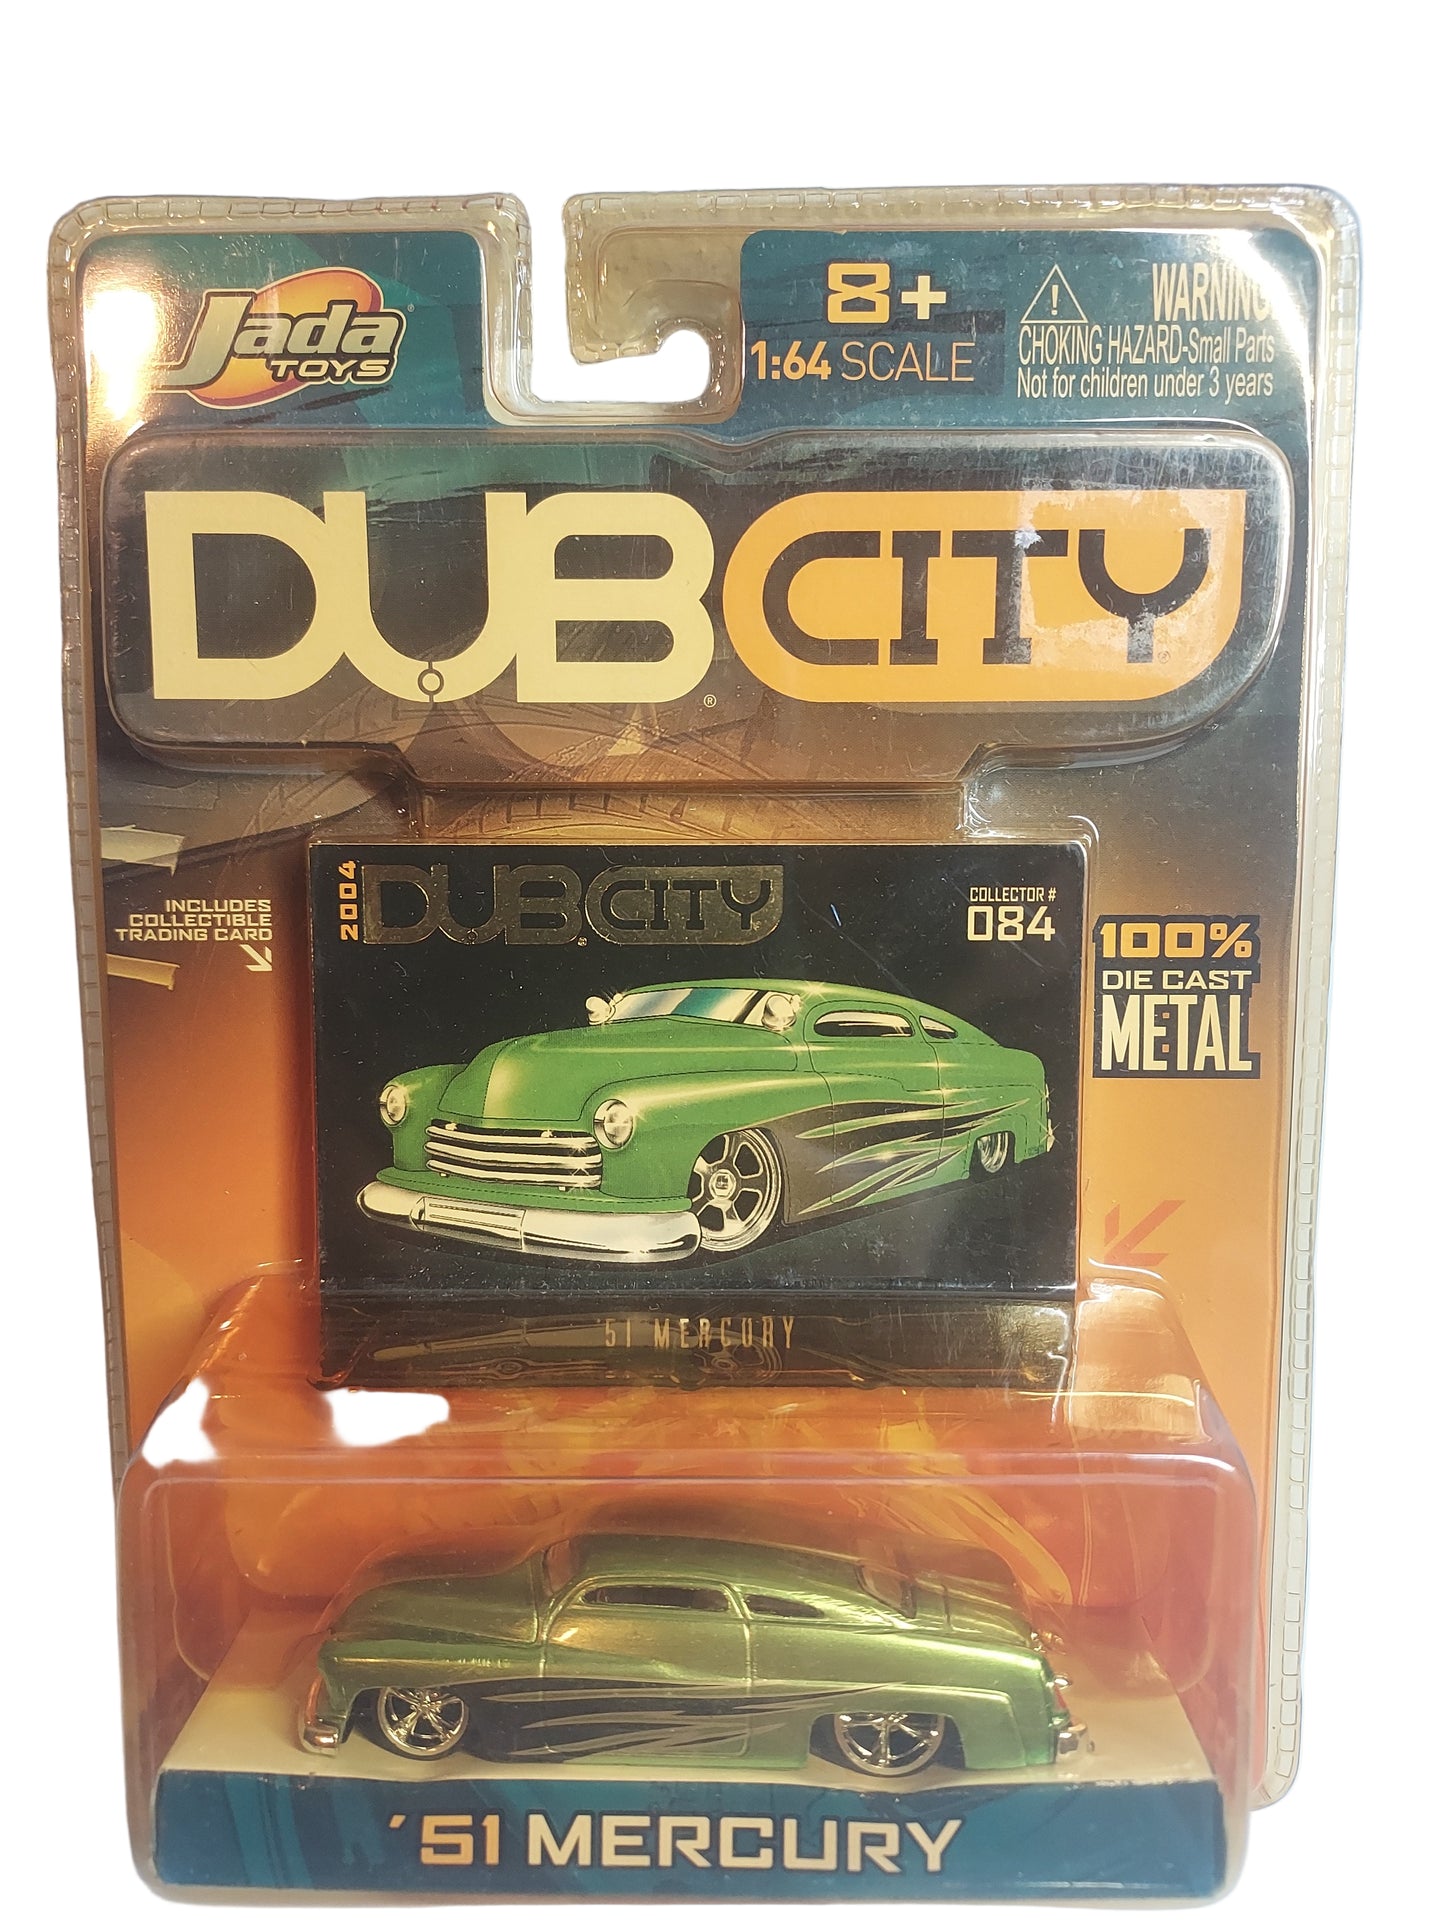 Jada
TOYS
8+
1:64 SCALE
WARNING
CHOKING HAZARD-Small Parts
Not for children under 3 years
DUB CITY
INCLUDES
COLLECTIBLE
TRADING CARD
2004
DUB CITY
COLLECTOR #
084
100%
DIE CAST
METAL
'51 MERCURY
'51 MERCURY